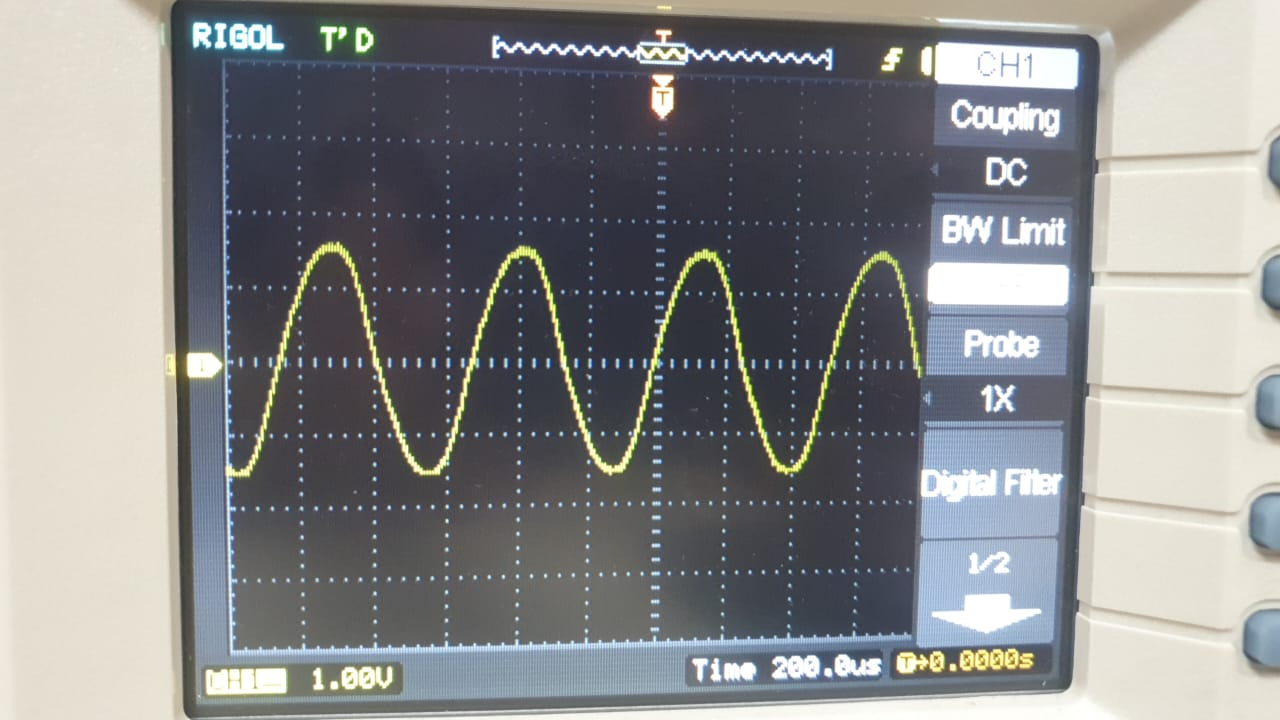 RIGOL T'D
T
T
CH1
Coupling
DC
BW Limit
Probe
1X
Digital Filter
1/2
1.00V
Time 200.0us
T→0.0000s